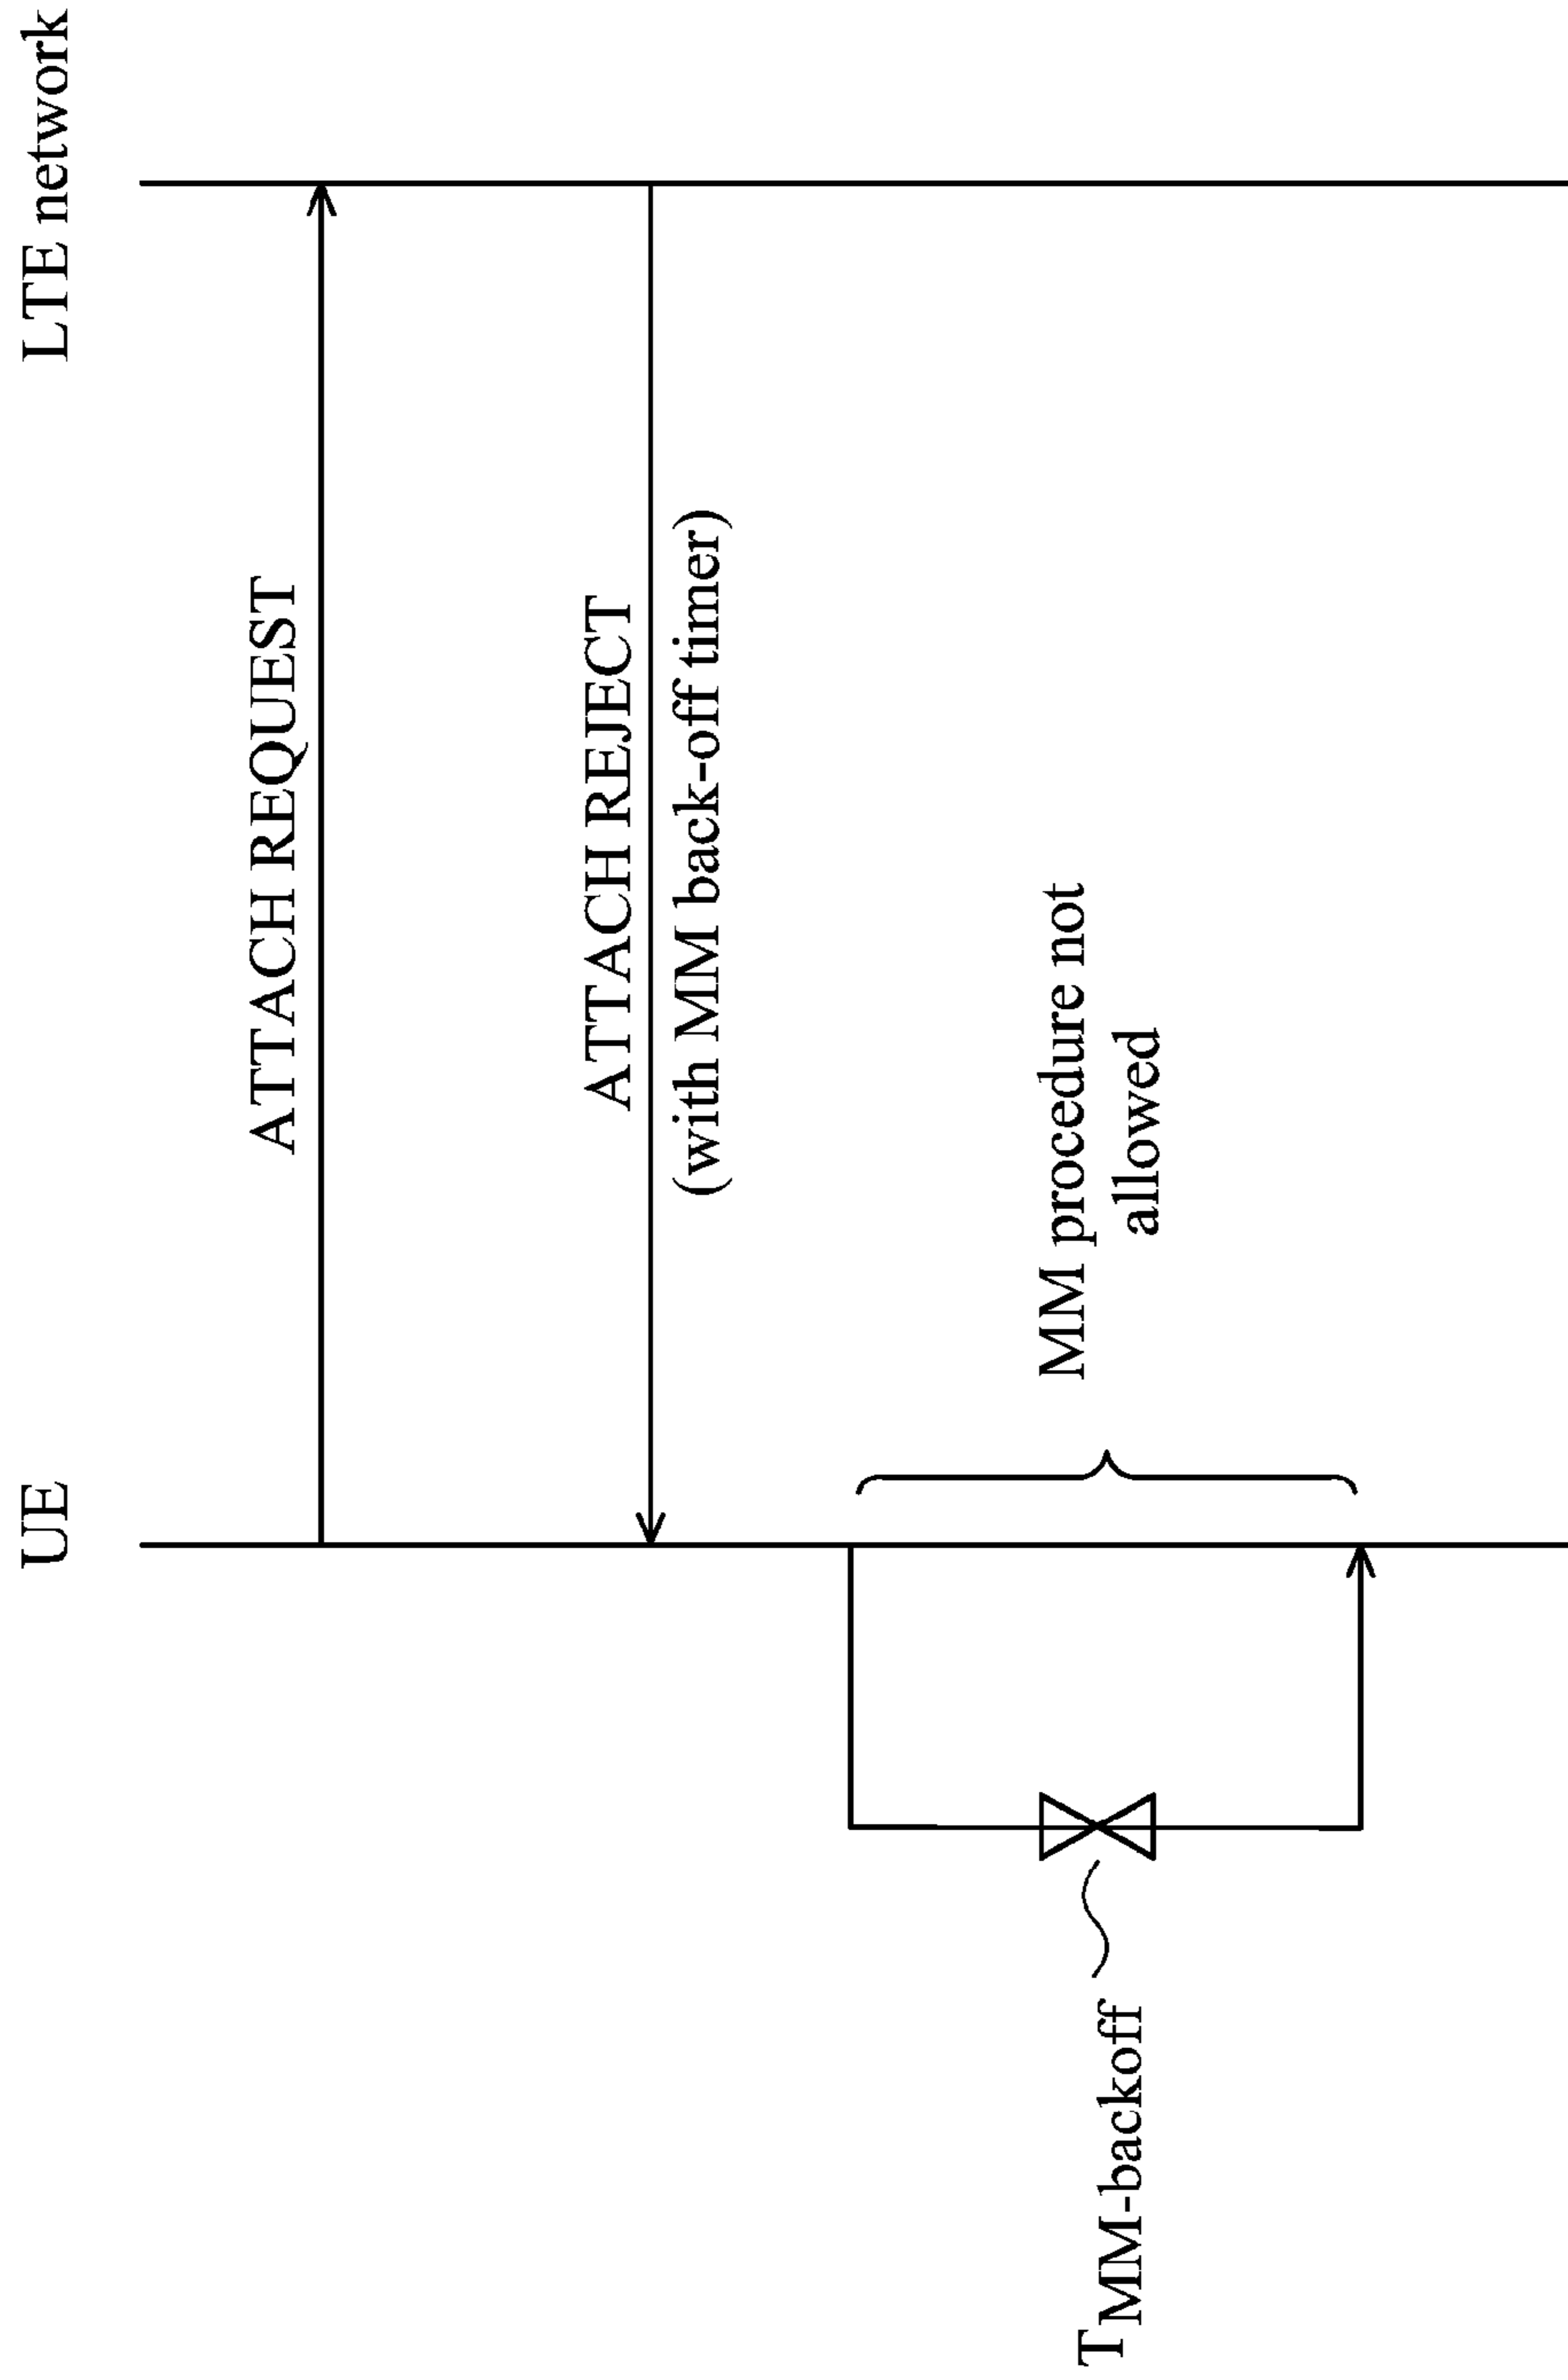 UE
LTE network
ATTACH REQUEST
ATTACH REJECT
(with MM back-off timer)
MM procedure not
allowed
TMM-backoff